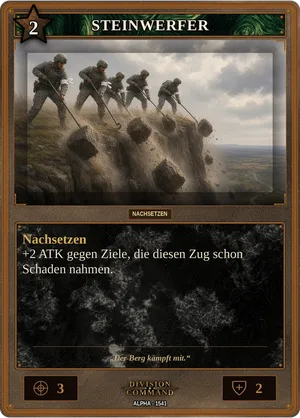 2
STEINWERFER
NACHSETZEN
Nachsetzen
+2 ATK gegen Ziele, die diesen Zug schon
Schaden nahmen.
„Der Berg kämpft mit.“
3
DIVISION
COMMAND
ALPHA · 1541
2